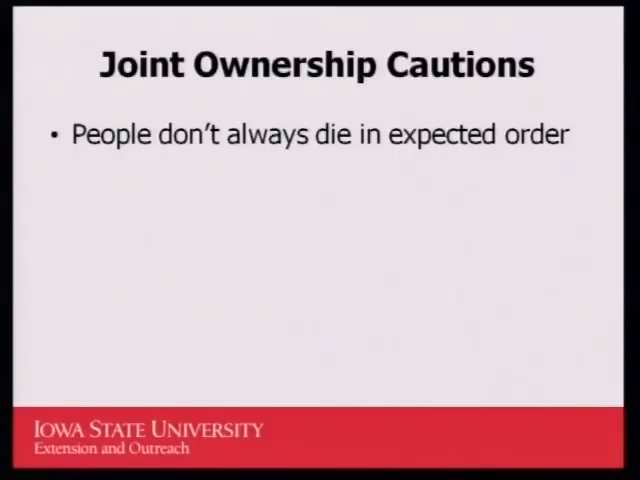 Joint Ownership Cautions
• People don't always die in expected order
IOWA STATE UNIVERSITY
Extension and Outreach